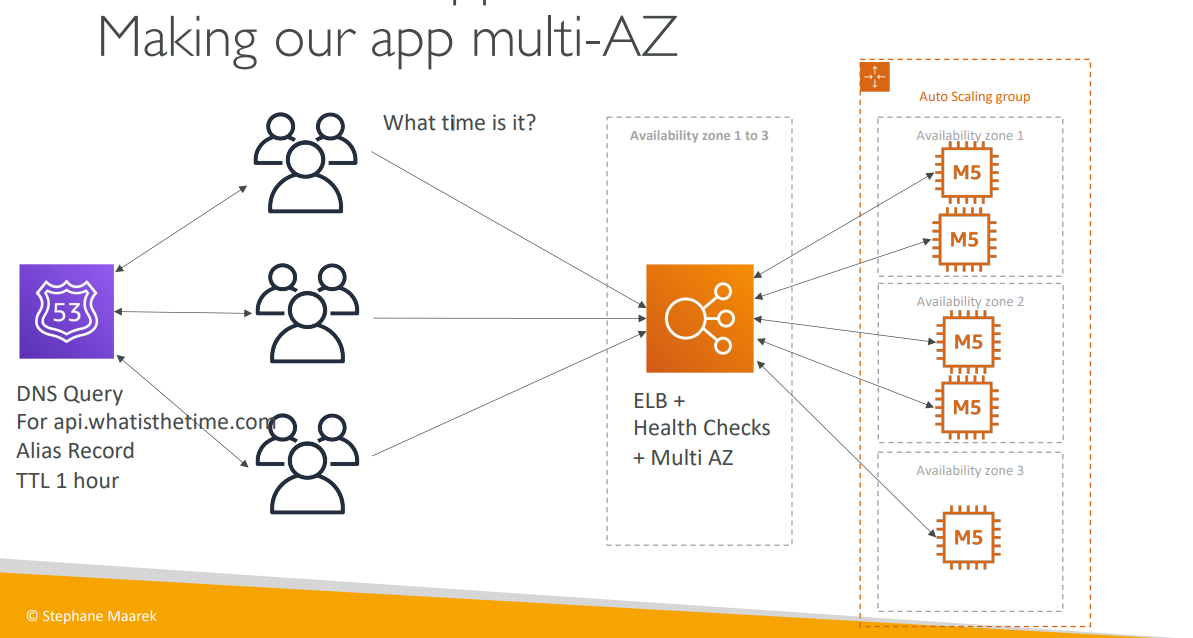 Making our app multi-AZ
What time is it?
Auto Scaling group
Availability zone 1 to 3
Availability zone 1
M5
M5
Availability zone 2
M5
M5
Availability zone 3
M5
53
DNS Query
For api.whatisthetime.com
Alias Record
TTL 1 hour
ELB +
Health Checks
+ Multi AZ
© Stephane Maarek